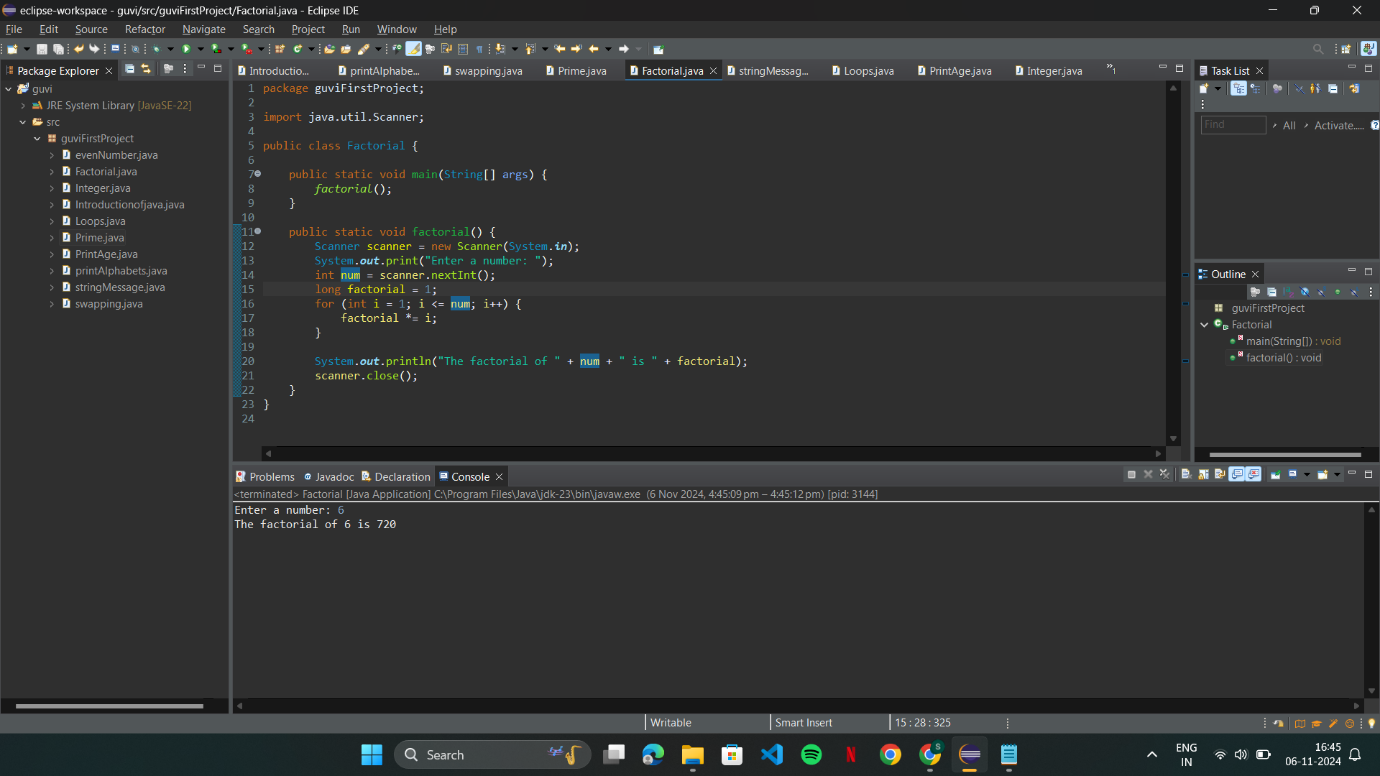 eclipse-workspace - guvi/src/guviFirstProject/Factorial.java - Eclipse IDE
File Edit Source Refactor Navigate Search Project Run Window Help
Package Explorer
guvi
JRE System Library [JavaSE-22]
src
guviFirstProject
evenNumber.java
Factorial.java
Integer.java
Introductionofjava.java
Loops.java
Prime.java
PrintAge.java
printAlphabets.java
stringMessage.java
swapping.java
Introductio... printAlphabe... swapping.java Prime.java Factorial.java stringMessag... Loops.java PrintAge.java Integer.java »1
1 package guviFirstProject;
2
3 import java.util.Scanner;
4
5 public class Factorial {
6
7 public static void main(String[] args) {
8 factorial();
9 }
10
11 public static void factorial() {
12 Scanner scanner = new Scanner(System.in);
13 System.out.print("Enter a number: ");
14 int num = scanner.nextInt();
15 long factorial = 1;
16 for (int i = 1; i <= num; i++) {
17 factorial *= i;
18 }
19
20 System.out.println("The factorial of " + num + " is " + factorial);
21 scanner.close();
22 }
23 }
24
Task List
Find All Activate.....
Outline
guviFirstProject
Factorial
main(String[]) : void
factorial() : void
Problems Javadoc Declaration Console
<terminated> Factorial [Java Application] C:\Program Files\Java\jdk-23\bin\javaw.exe (6 Nov 2024, 4:45:09 pm – 4:45:12 pm) [pid: 3144]
Enter a number: 6
The factorial of 6 is 720
Writable Smart Insert 15 : 28 : 325
Search
ENG
IN
16:45
06-11-2024